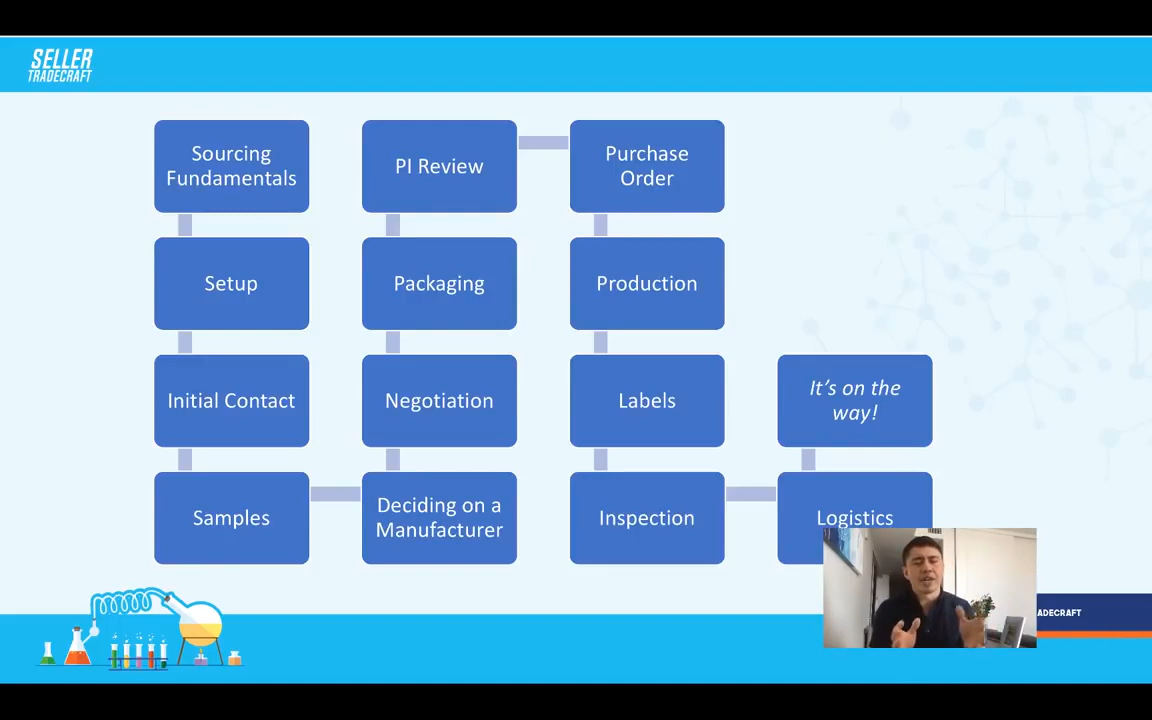 SELLER
TRADECRAFT
Sourcing
Fundamentals
Setup
Initial Contact
Samples
Deciding on a
Manufacturer
Negotiation
Packaging
PI Review
Purchase
Order
Production
Labels
Inspection
Logistics
It's on the
way!
ADECRAFT